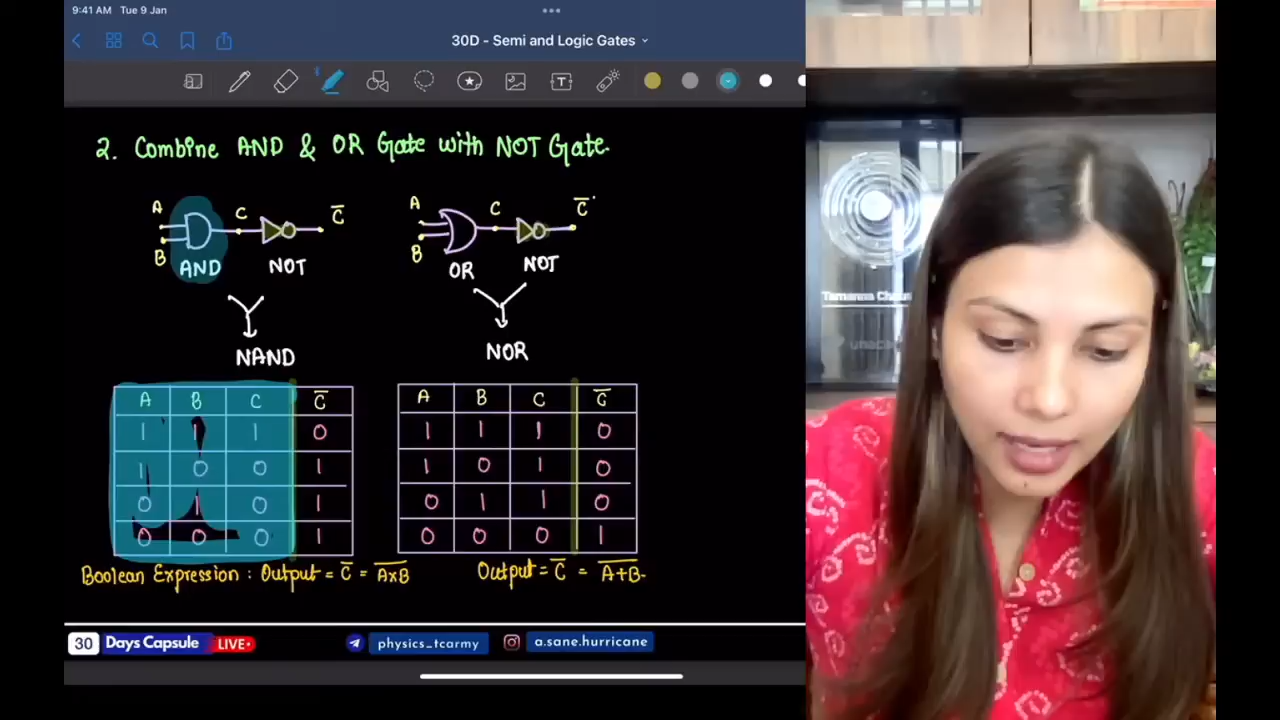 9:41 AM Tue 9 Jan
30D - Semi and Logic Gates
2. Combine AND & OR Gate with NOT Gate.
A C C̅ A C C̅
B AND NOT B OR NOT
NAND NOR
A B C C̅
1 1 1 0
1 0 0 1
0 1 0 1
0 0 0 1
A B C C̅
1 1 1 0
1 0 1 0
0 1 1 0
0 0 0 1
Boolean Expression : Output = C̅ = A̅×̅B̅
Output = C̅ = A̅+̅B̅.
30 Days Capsule LIVE physics_tcarmy a.sane.hurricane